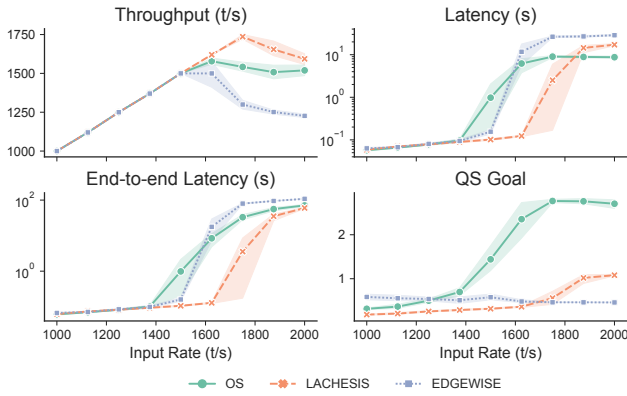 Throughput (t/s)
1750
1500
1250
1000
Latency (s)
10^1
10^0
10^-1
End-to-end Latency (s)
10^2
10^0
1000 1200 1400 1600 1800 2000
Input Rate (t/s)
QS Goal
2
1
1000 1200 1400 1600 1800 2000
Input Rate (t/s)
OS LACHESIS EDGEWISE